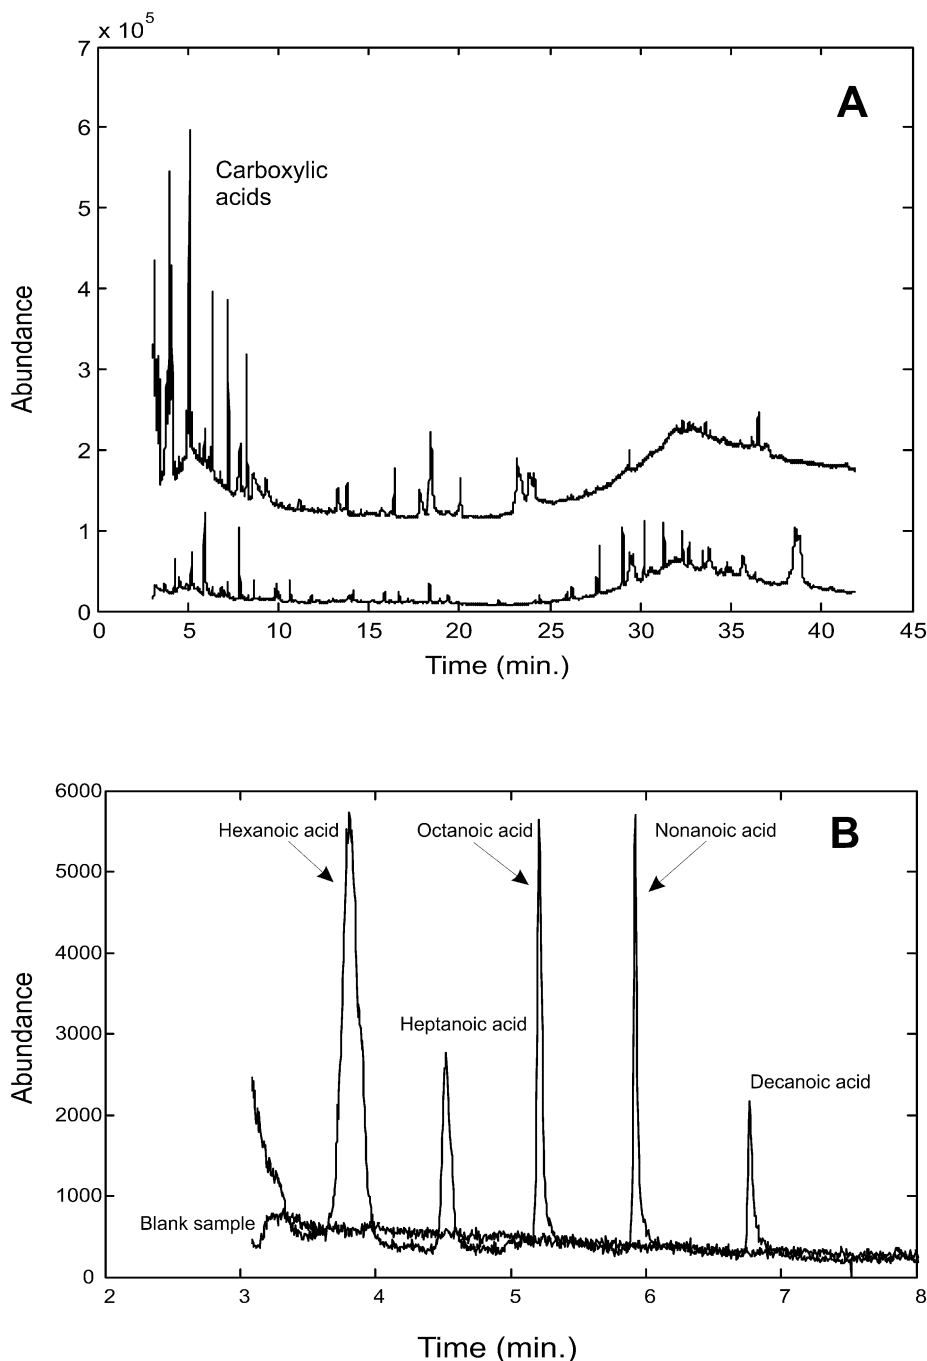 x 10⁵
7
A
6
Carboxylic
acids
5
4
Abundance
3
2
1
0
0 5 10 15 20 25 30 35 40 45
Time (min.)
6000
Hexanoic acid Octanoic acid Nonanoic acid B
5000
4000
Abundance
Heptanoic acid
3000
Decanoic acid
2000
1000
Blank sample
0
2 3 4 5 6 7 8
Time (min.)